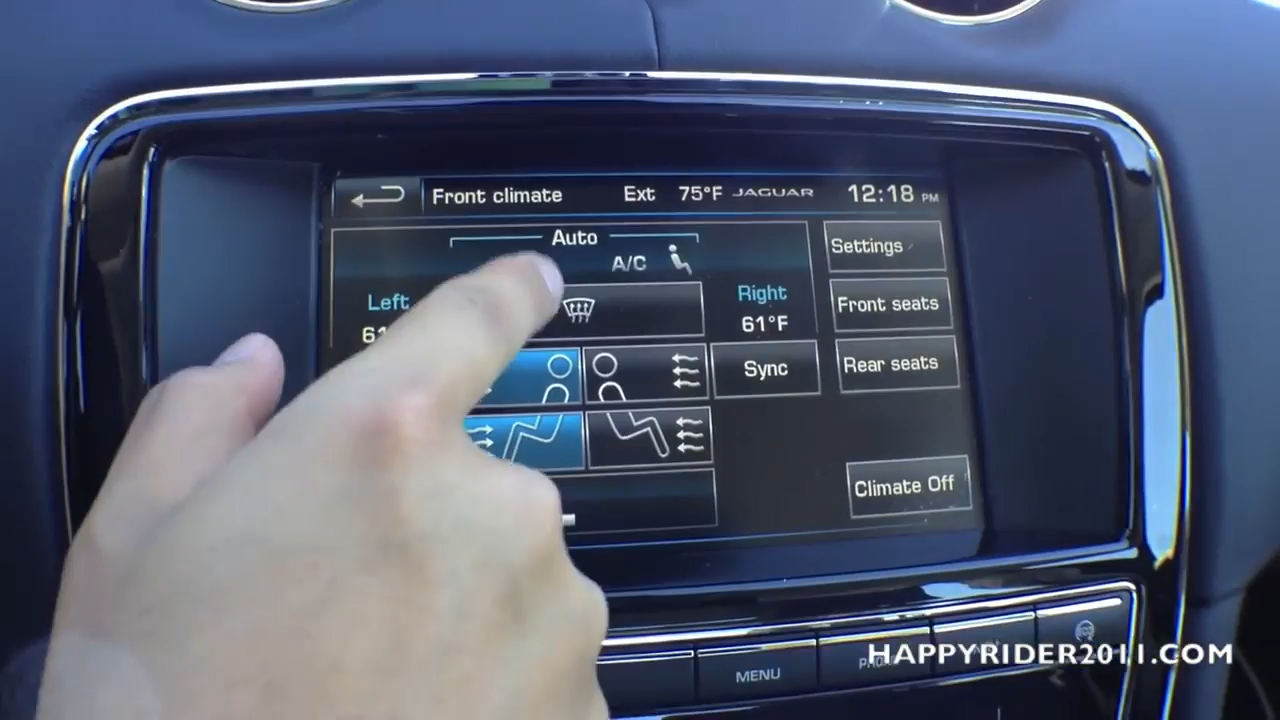 Front climate Ext 75°F JAGUAR 12:18 PM
Auto
A/C
Settings
Left
Right
Front seats
61°F
Sync
Rear seats
Climate Off
MENU
HAPPYRIDER2011.COM